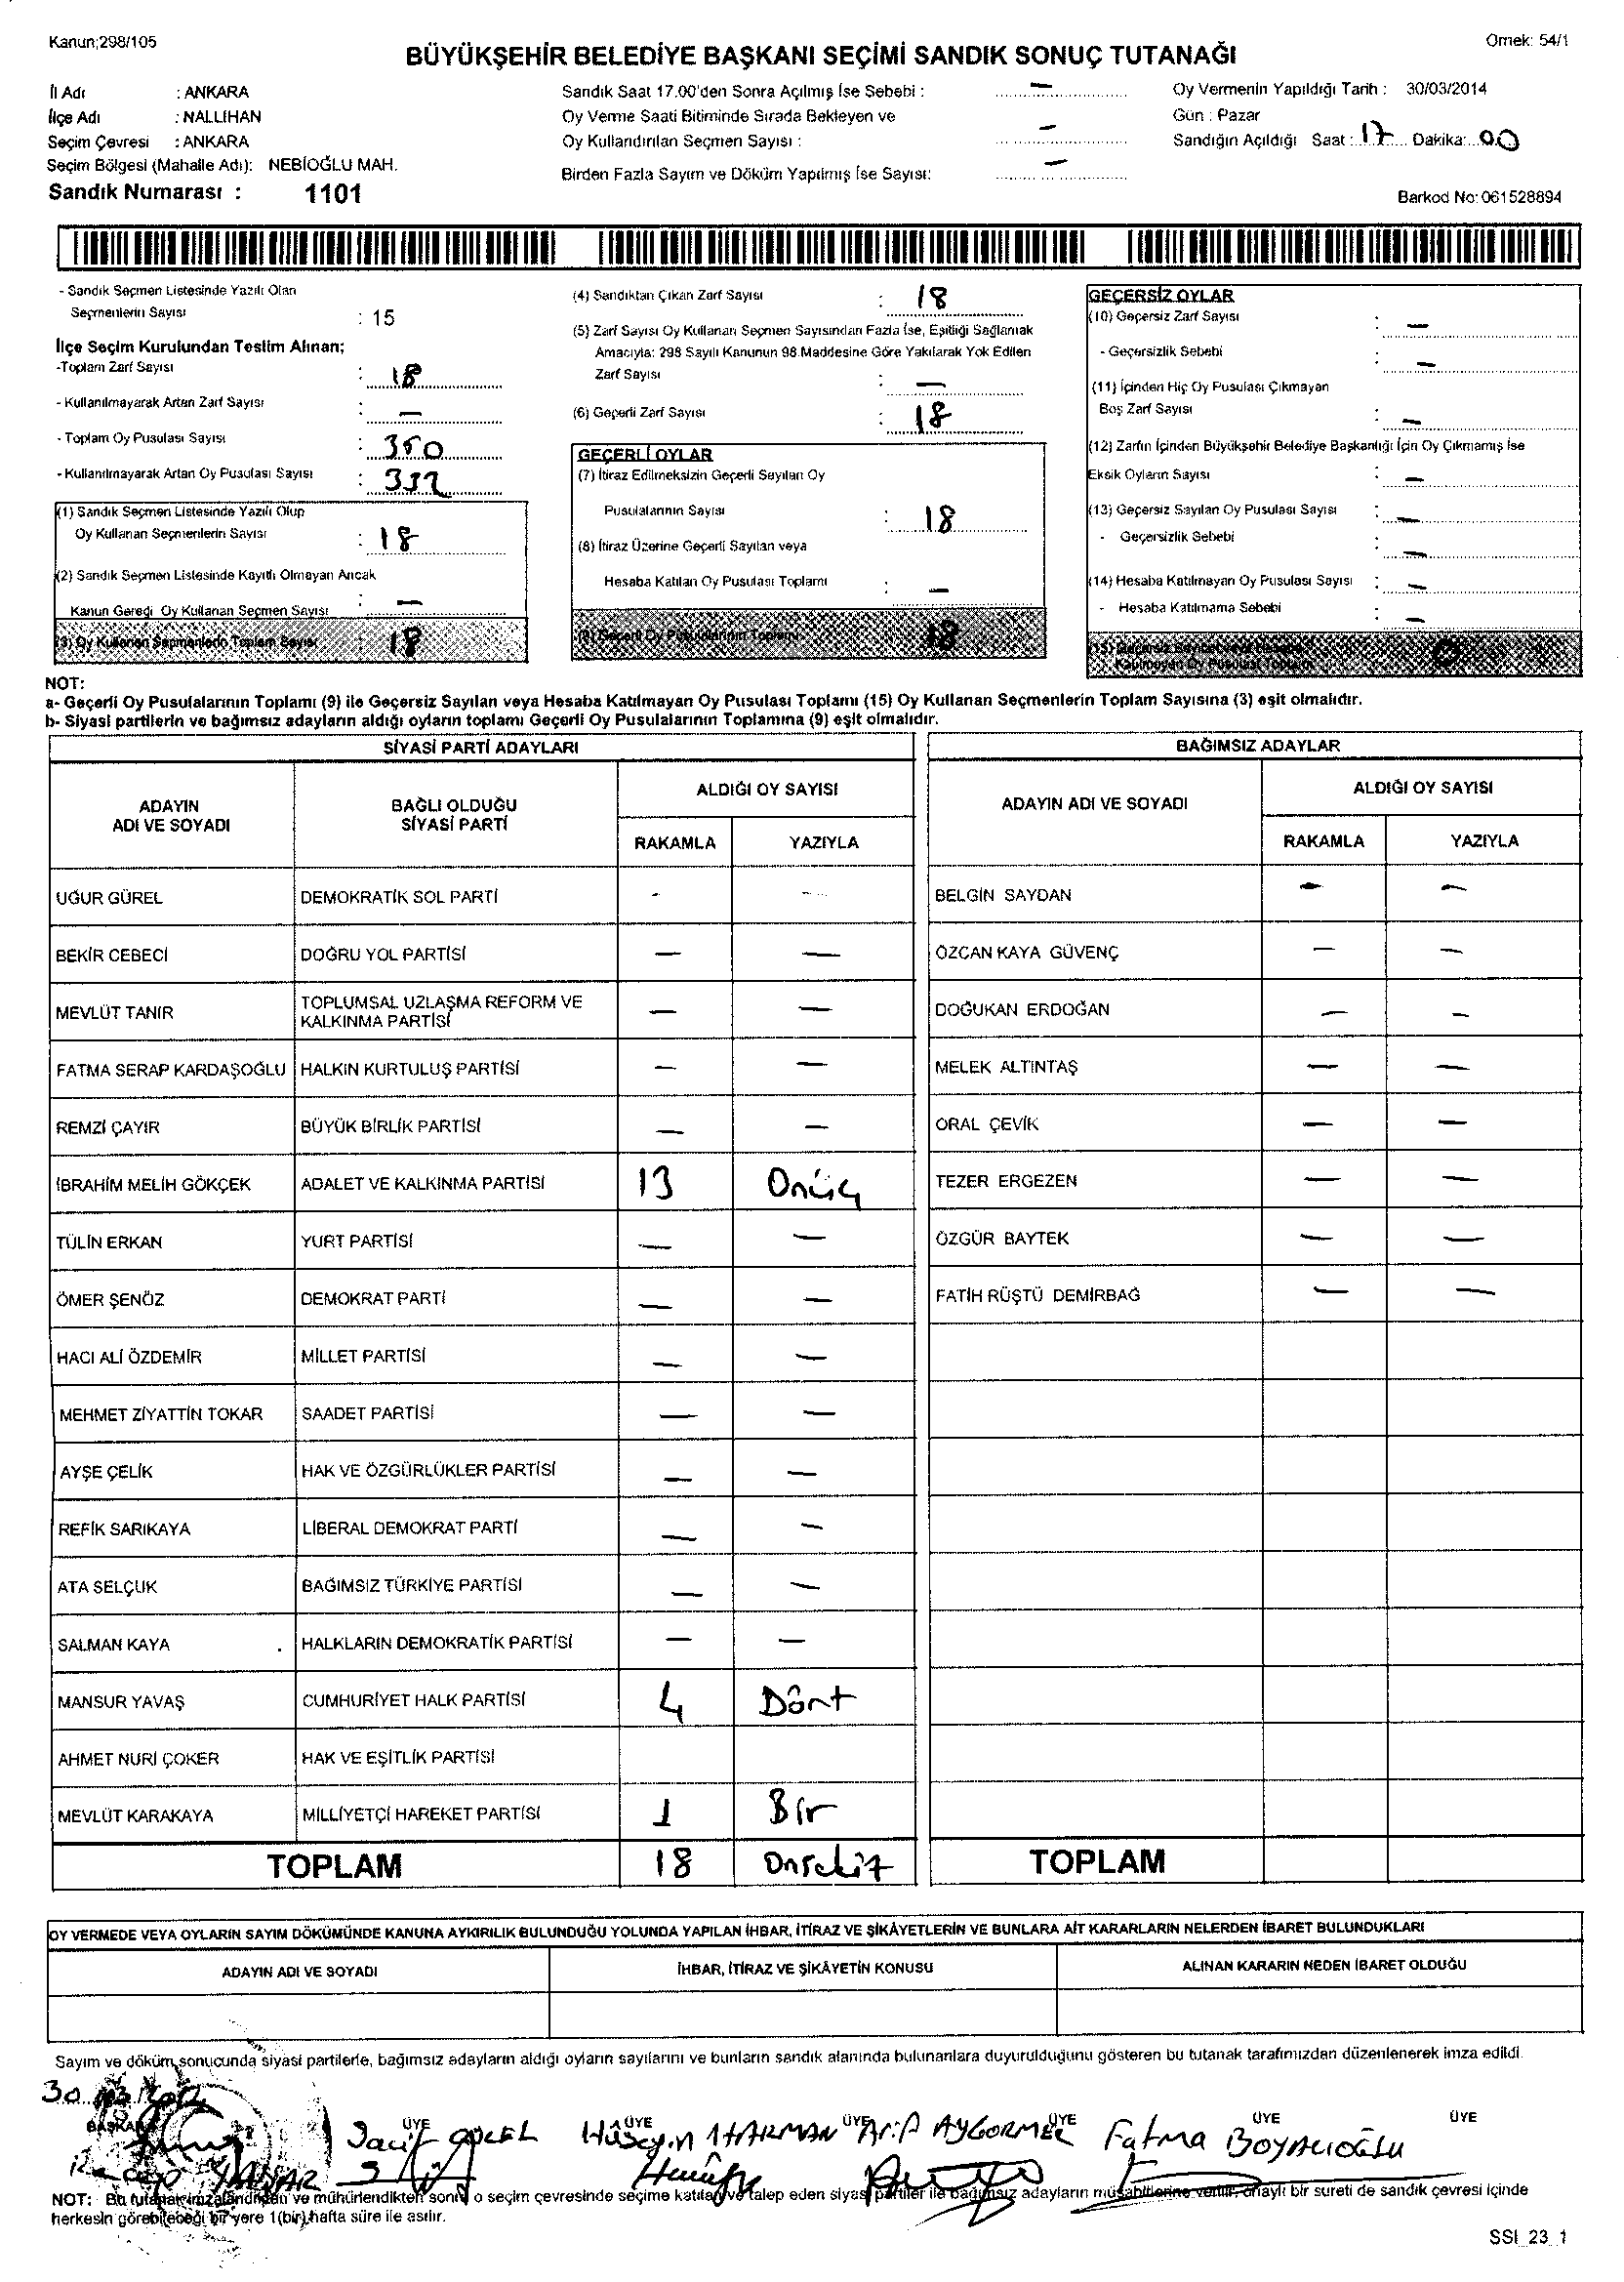 Kanun;298/105
Örnek: 54/1
BÜYÜKŞEHİR BELEDİYE BAŞKANI SEÇİMİ SANDIK SONUÇ TUTANAĞI
İl Adı : ANKARA
İlçe Adı : NALLIHAN
Seçim Çevresi : ANKARA
Seçim Bölgesi (Mahalle Adı): NEBİOĞLU MAH.
Sandık Numarası : 1101
Sandık Saat 17.00'den Sonra Açılmış İse Sebebi : –
Oy Verme Saati Bitiminde Sırada Bekleyen ve
Oy Kullandırılan Seçmen Sayısı : –
Birden Fazla Sayım ve Döküm Yapılmış İse Sayısı: –
Oy Vermenin Yapıldığı Tarih : 30/03/2014
Gün : Pazar
Sandığın Açıldığı Saat : 17 Dakika: 00
Barkod No: 061528894
- Sandık Seçmen Listesinde Yazılı Olan
Seçmenlerin Sayısı : 15
İlçe Seçim Kurulundan Teslim Alınan;
-Toplam Zarf Sayısı : 18
- Kullanılmayarak Artan Zarf Sayısı : –
- Toplam Oy Pusulası Sayısı : 350
- Kullanılmayarak Artan Oy Pusulası Sayısı : 332
(1) Sandık Seçmen Listesinde Yazılı Olup
Oy Kullanan Seçmenlerin Sayısı : 18
(2) Sandık Seçmen Listesinde Kayıtlı Olmayan Ancak
Kanun Gereği Oy Kullanan Seçmen Sayısı : –
(3) Oy Kullanan Seçmenlerin Toplam Sayısı : 18
(4) Sandıktan Çıkan Zarf Sayısı : 18
(5) Zarf Sayısı Oy Kullanan Seçmen Sayısından Fazla İse, Eşitliği Sağlamak
Amacıyla: 298 Sayılı Kanunun 98.Maddesine Göre Yakılarak Yok Edilen
Zarf Sayısı : –
(6) Geçerli Zarf Sayısı : 18
GEÇERLİ OYLAR
(7) İtiraz Edilmeksizin Geçerli Sayılan Oy
Pusulalarının Sayısı : 18
(8) İtiraz Üzerine Geçerli Sayılan veya
Hesaba Katılan Oy Pusulası Toplamı : –
(9) Geçerli Oy Pusulalarının Toplamı 18
GEÇERSİZ OYLAR
(10) Geçersiz Zarf Sayısı : –
- Geçersizlik Sebebi : –
(11) İçinden Hiç Oy Pusulası Çıkmayan
Boş Zarf Sayısı : –
(12) Zarfın İçinden Büyükşehir Belediye Başkanlığı İçin Oy Çıkmamış İse
Eksik Oyların Sayısı : –
(13) Geçersiz Sayılan Oy Pusulası Sayısı : –
- Geçersizlik Sebebi : –
(14) Hesaba Katılmayan Oy Pusulası Sayısı : –
- Hesaba Katılmama Sebebi : –
(15) Geçersiz Sayılan veya Hesaba
Katılmayan Oy Pusulası Toplamı 0
NOT:
a- Geçerli Oy Pusulalarının Toplamı (9) ile Geçersiz Sayılan veya Hesaba Katılmayan Oy Pusulası Toplamı (15) Oy Kullanan Seçmenlerin Toplam Sayısına (3) eşit olmalıdır.
b- Siyasi partilerin ve bağımsız adayların aldığı oyların toplamı Geçerli Oy Pusulalarının Toplamına (9) eşit olmalıdır.
SİYASİ PARTİ ADAYLARI
ADAYIN ADI VE SOYADI BAĞLI OLDUĞU SİYASİ PARTİ ALDIĞI OY SAYISI
RAKAMLA YAZIYLA
UĞUR GÜREL DEMOKRATİK SOL PARTİ - -
BEKİR CEBECİ DOĞRU YOL PARTİSİ – –
MEVLÜT TANIR TOPLUMSAL UZLAŞMA REFORM VE KALKINMA PARTİSİ – –
FATMA SERAP KARDAŞOĞLU HALKIN KURTULUŞ PARTİSİ – –
REMZİ ÇAYIR BÜYÜK BİRLİK PARTİSİ – –
İBRAHİM MELİH GÖKÇEK ADALET VE KALKINMA PARTİSİ 13 Onüç
TÜLİN ERKAN YURT PARTİSİ – –
ÖMER ŞENÖZ DEMOKRAT PARTİ – –
HACI ALİ ÖZDEMİR MİLLET PARTİSİ – –
MEHMET ZİYATTİN TOKAR SAADET PARTİSİ – –
AYŞE ÇELİK HAK VE ÖZGÜRLÜKLER PARTİSİ – –
REFİK SARIKAYA LİBERAL DEMOKRAT PARTİ – –
ATA SELÇUK BAĞIMSIZ TÜRKİYE PARTİSİ – –
SALMAN KAYA HALKLARIN DEMOKRATİK PARTİSİ – –
MANSUR YAVAŞ CUMHURİYET HALK PARTİSİ 4 Dört
AHMET NURİ ÇOKER HAK VE EŞİTLİK PARTİSİ
MEVLÜT KARAKAYA MİLLİYETÇİ HAREKET PARTİSİ 1 Bir
TOPLAM 18 Onsekiz
BAĞIMSIZ ADAYLAR
ADAYIN ADI VE SOYADI ALDIĞI OY SAYISI
RAKAMLA YAZIYLA
BELGİN SAYDAN – –
ÖZCAN KAYA GÜVENÇ – –
DOĞUKAN ERDOĞAN – –
MELEK ALTINTAŞ – –
ORAL ÇEVİK – –
TEZER ERGEZEN – –
ÖZGÜR BAYTEK – –
FATİH RÜŞTÜ DEMİRBAĞ – –
TOPLAM
OY VERMEDE VEYA OYLARIN SAYIM DÖKÜMÜNDE KANUNA AYKIRILIK BULUNDUĞU YOLUNDA YAPILAN İHBAR, İTİRAZ VE ŞİKÂYETLERİN VE BUNLARA AİT KARARLARIN NELERDEN İBARET BULUNDUKLARI
ADAYIN ADI VE SOYADI İHBAR, İTİRAZ VE ŞİKÂYETİN KONUSU ALINAN KARARIN NEDEN İBARET OLDUĞU
Sayım ve döküm sonucunda siyasi partilerle, bağımsız adayların aldığı oyların sayılarını ve bunların sandık alanında bulunanlara duyurulduğunu gösteren bu tutanak tarafımızdan düzenlenerek imza edildi.
30
BAŞKAN ÜYE ÜYE ÜYE ÜYE ÜYE ÜYE
Hüseyin HARMAN Arif AYGÖRMEZ Fatma BOYACIOĞLU
NOT: Bu tutanak imzalandıktan ve mühürlendikten sonra o seçim çevresinde seçime katılan ve talep eden siyasi partiler ile bağımsız adayların müşahitlerine verilir, onaylı bir sureti de sandık çevresi içinde
herkesin görebileceği bir yere 1(bir) hafta süre ile asılır.
SSI_23_1